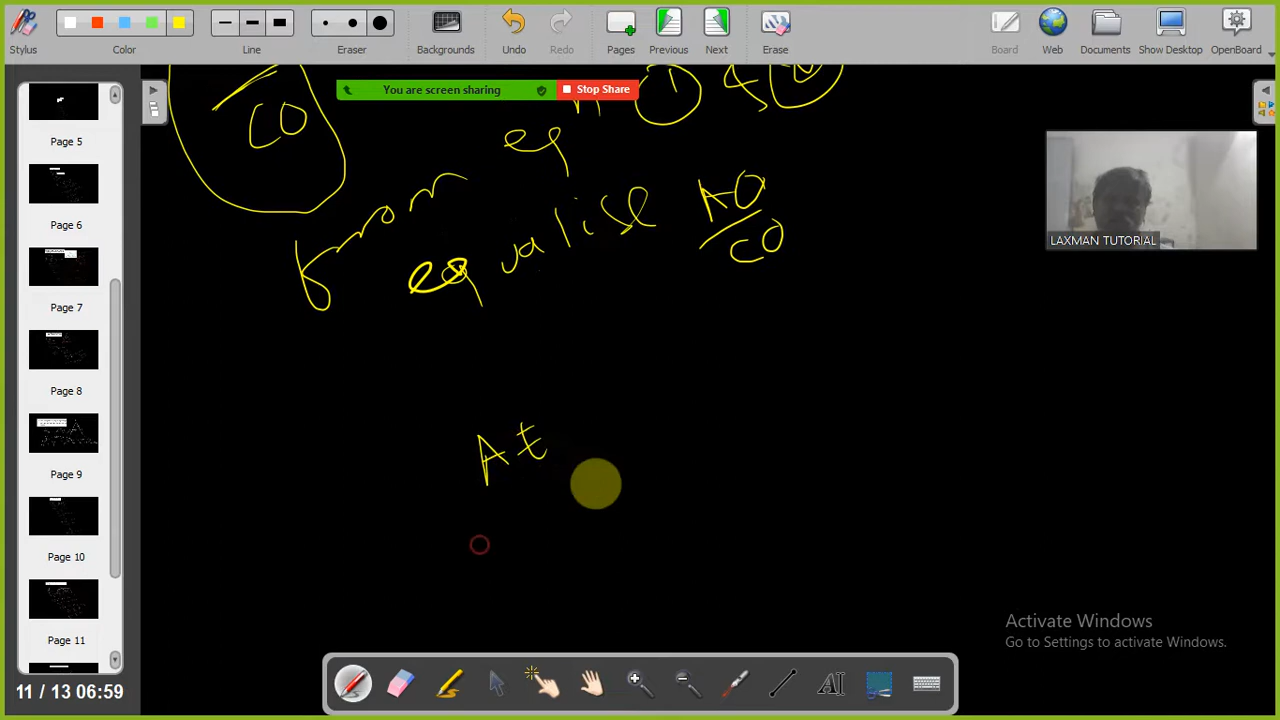 Stylus
Color
Line
Eraser
Backgrounds
Undo
Redo
Pages
Previous
Next
Erase
Board
Web
Documents
Show Desktop
OpenBoard
You are screen sharing
Stop Share
CO
from eqn ① & ②
equalise AO
CO
At
Page 5
Page 6
Page 7
Page 8
Page 9
Page 10
Page 11
11 / 13 06:59
LAXMAN TUTORIAL
Activate Windows
Go to Settings to activate Windows.